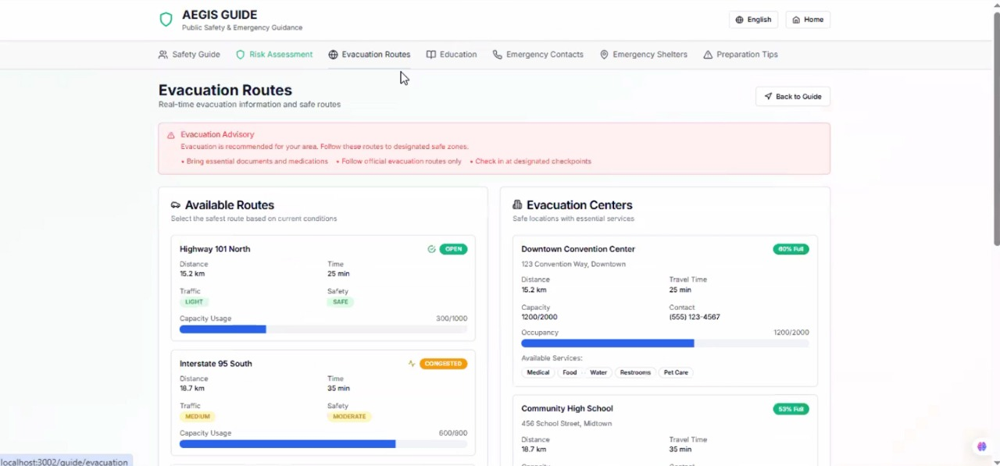 AEGIS GUIDE
Public Safety & Emergency Guidance
English
Home
Safety Guide
Risk Assessment
Evacuation Routes
Education
Emergency Contacts
Emergency Shelters
Preparation Tips
Evacuation Routes
Real-time evacuation information and safe routes
Back to Guide
Evacuation Advisory
Evacuation is recommended for your area. Follow these routes to designated safe zones.
• Bring essential documents and medications • Follow official evacuation routes only • Check in at designated checkpoints
Available Routes
Select the safest route based on current conditions
Highway 101 North
OPEN
Distance
Time
15.2 km
25 min
Traffic
Safety
LIGHT
SAFE
Capacity Usage
300/1000
Interstate 95 South
CONGESTED
Distance
Time
18.7 km
35 min
Traffic
Safety
MEDIUM
MODERATE
Capacity Usage
600/800
Evacuation Centers
Safe locations with essential services
Downtown Convention Center
60% Full
123 Convention Way, Downtown
Distance
Travel Time
15.2 km
25 min
Capacity
Contact
1200/2000
(555) 123-4567
Occupancy
1200/2000
Available Services:
Medical
Food
Water
Restrooms
Pet Care
Community High School
53% Full
456 School Street, Midtown
Distance
Travel Time
18.7 km
35 min
Capacity
Contact
localhost:3002/guide/evacuation